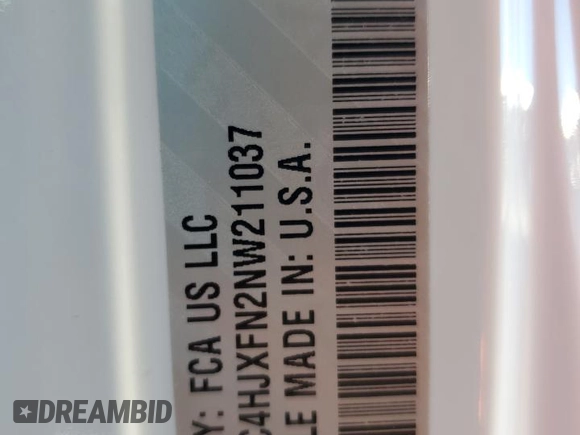 Y: FCA US LLC
C4HJXFN2NW211037
LE MADE IN: U.S.A.
DREAMBID